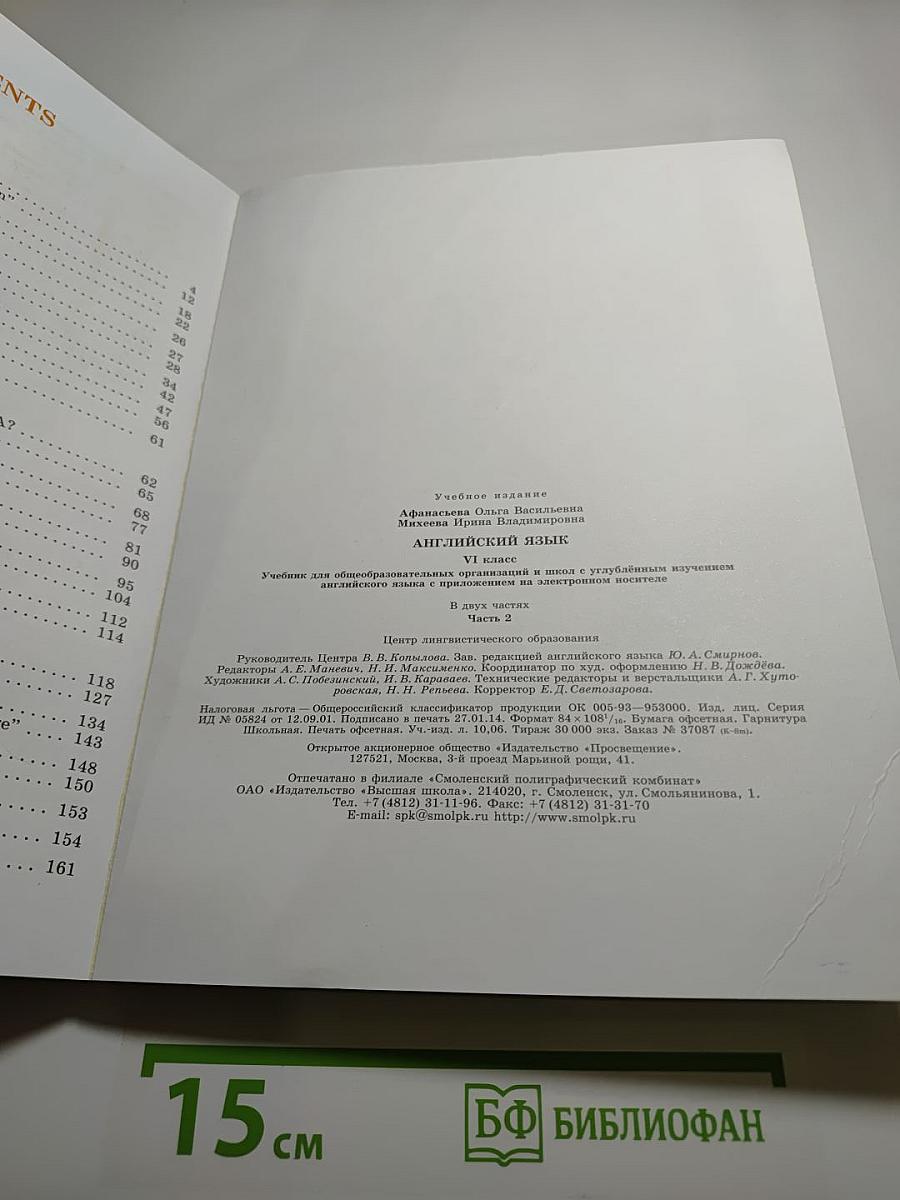 ENTS
n”
4
12
18
22
26
27
28
34
42
47
56
61
A?
62
65
68
77
81
90
95
104
112
114
118
127
134
e” .... 143
148
150
153
154
161
Учебное издание
Афанасьева Ольга Васильевна
Михеева Ирина Владимировна
АНГЛИЙСКИЙ ЯЗЫК
VI класс
Учебник для общеобразовательных организаций и школ с углублённым изучением
английского языка с приложением на электронном носителе
В двух частях
Часть 2
Центр лингвистического образования
Руководитель Центра В. В. Копылова. Зав. редакцией английского языка Ю. А. Смирнов.
Редакторы А. Е. Маневич, Н. И. Максименко. Координатор по худ. оформлению Н. В. Дождёва.
Художники А. С. Побезинский, И. В. Караваев. Технические редакторы и верстальщики А. Г. Хуто-
ровская, Н. Н. Репьева. Корректор Е. Д. Светозарова.
Налоговая льгота — Общероссийский классификатор продукции ОК 005-93—953000. Изд. лиц. Серия
ИД № 05824 от 12.09.01. Подписано в печать 27.01.14. Формат 84 × 108 1/16. Бумага офсетная. Гарнитура
Школьная. Печать офсетная. Уч.-изд. л. 10,06. Тираж 30 000 экз. Заказ № 37087 (K-8m).
Открытое акционерное общество «Издательство «Просвещение».
127521, Москва, 3-й проезд Марьиной рощи, 41.
Отпечатано в филиале «Смоленский полиграфический комбинат»
ОАО «Издательство «Высшая школа». 214020, г. Смоленск, ул. Смольянинова, 1.
Тел. +7 (4812) 31-11-96. Факс: +7 (4812) 31-31-70
E-mail: spk@smolpk.ru http://www.smolpk.ru
15 см
БФ БИБЛИОФАН